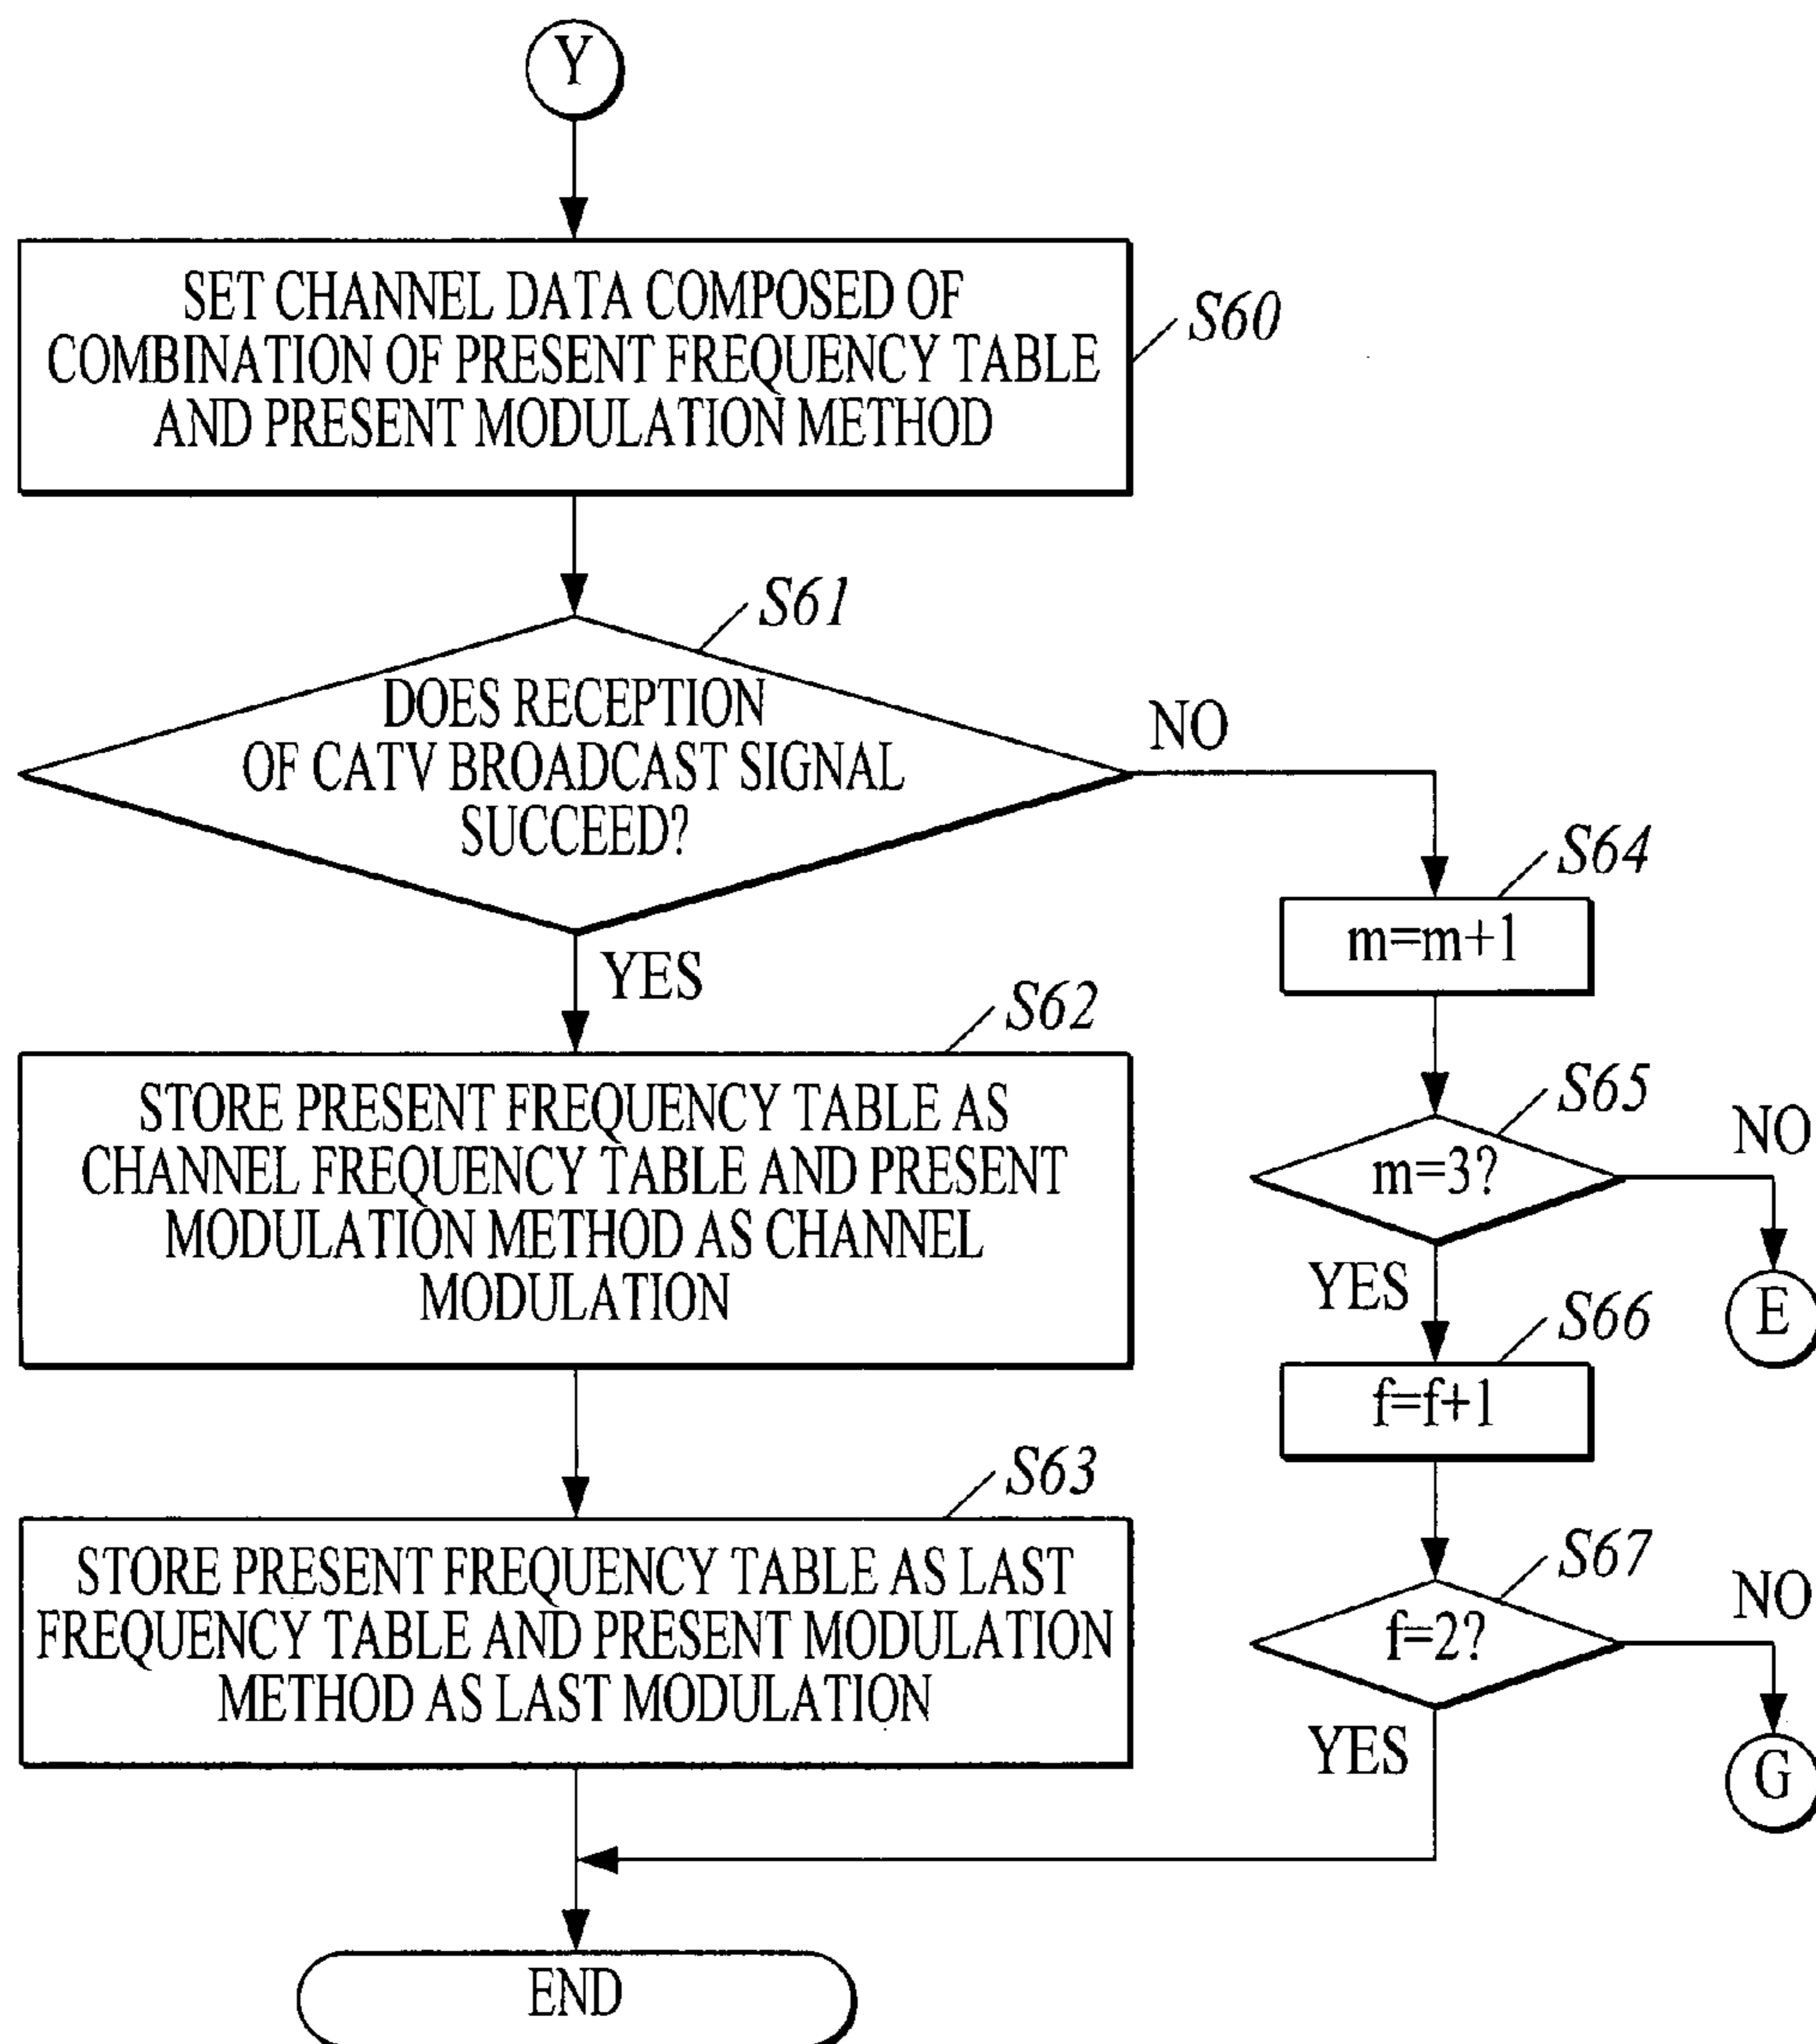 Y
SET CHANNEL DATA COMPOSED OF
COMBINATION OF PRESENT FREQUENCY TABLE
AND PRESENT MODULATION METHOD
S60
S61
DOES RECEPTION
OF CATV BROADCAST SIGNAL
SUCCEED?
NO
YES
S64
m=m+1
S62
STORE PRESENT FREQUENCY TABLE AS
CHANNEL FREQUENCY TABLE AND PRESENT
MODULATION METHOD AS CHANNEL
MODULATION
S65
m=3?
NO
E
YES
S66
f=f+1
S63
STORE PRESENT FREQUENCY TABLE AS LAST
FREQUENCY TABLE AND PRESENT MODULATION
METHOD AS LAST MODULATION
S67
f=2?
NO
G
YES
END